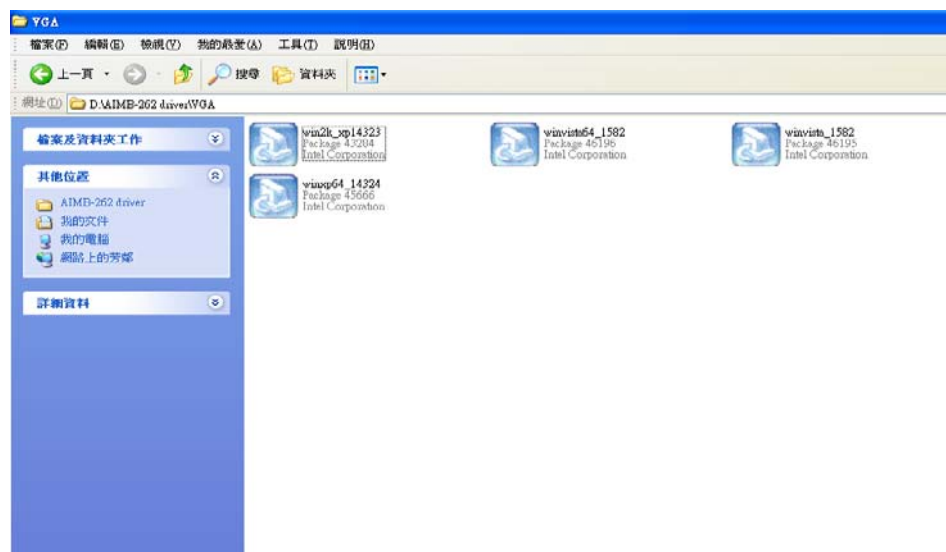 VGA
檔案(F) 編輯(E) 檢視(V) 我的最愛(A) 工具(T) 說明(H)
上一頁 搜尋 資料夾
網址(D) D:\AIMB-262 driver\VGA
檔案及資料夾工作
其他位置
AIMB-262 driver
我的文件
我的電腦
網路上的芳鄰
詳細資料
win2k_xp14323
Package 43204
Intel Corporation
winvista64_1582
Package 46196
Intel Corporation
winvista_1582
Package 46195
Intel Corporation
winxp64_14324
Package 45666
Intel Corporation